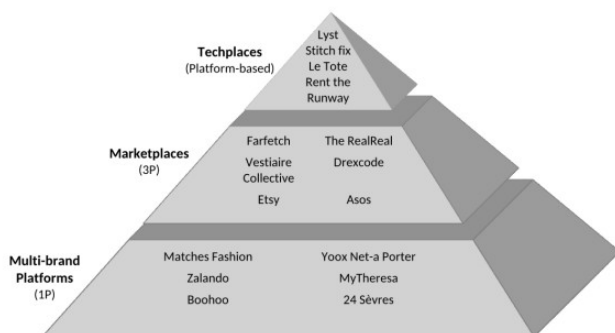 Techplaces
(Platform-based)
Lyst
Stitch fix
Le Tote
Rent the
Runway
Marketplaces
(3P)
Farfetch The RealReal
Vestiaire Drexcode
Collective
Etsy Asos
Multi-brand
Platforms
(1P)
Matches Fashion Yoox Net-a Porter
Zalando MyTheresa
Boohoo 24 Sèvres